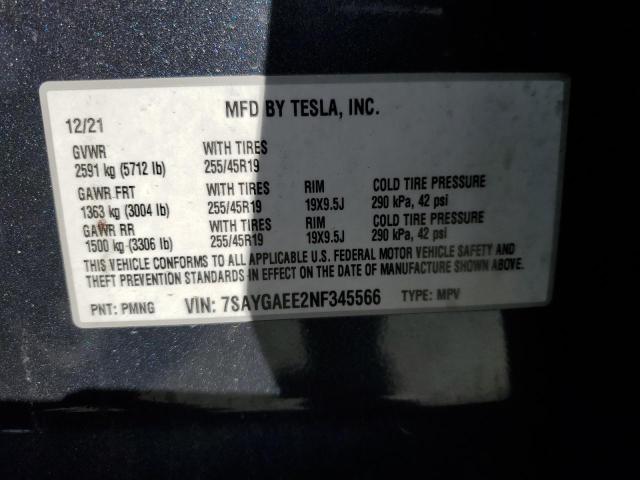 MFD BY TESLA, INC.
12/21
GVWR WITH TIRES
2591 kg (5712 lb) 255/45R19
GAWR FRT WITH TIRES RIM COLD TIRE PRESSURE
1363 kg (3004 lb) 255/45R19 19X9.5J 290 kPa, 42 psi
GAWR RR WITH TIRES RIM COLD TIRE PRESSURE
1500 kg (3306 lb) 255/45R19 19X9.5J 290 kPa, 42 psi
THIS VEHICLE CONFORMS TO ALL APPLICABLE U.S. FEDERAL MOTOR VEHICLE SAFETY AND
THEFT PREVENTION STANDARDS IN EFFECT ON THE DATE OF MANUFACTURE SHOWN ABOVE.
PNT: PMNG VIN: 7SAYGAEE2NF345566 TYPE: MPV